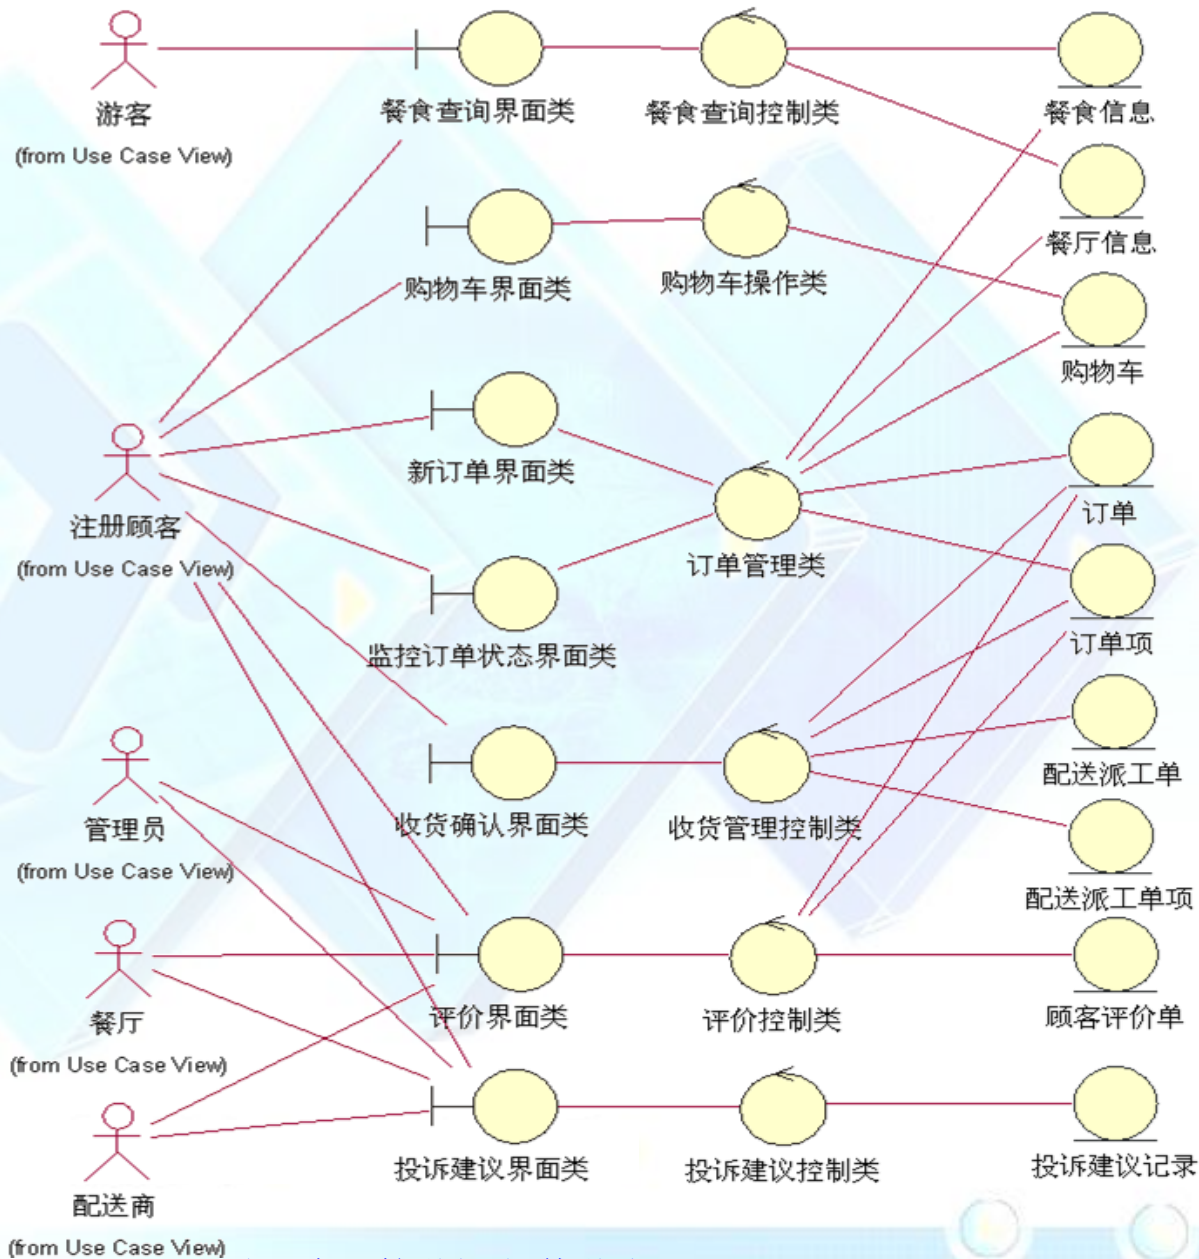 游客
(from Use Case View)
餐食查询界面类
餐食查询控制类
餐食信息
餐厅信息
购物车界面类
购物车操作类
购物车
注册顾客
(from Use Case View)
新订单界面类
订单管理类
订单
监控订单状态界面类
订单项
管理员
(from Use Case View)
收货确认界面类
收货管理控制类
配送派工单
配送派工单项
餐厅
(from Use Case View)
评价界面类
评价控制类
顾客评价单
配送商
(from Use Case View)
投诉建议界面类
投诉建议控制类
投诉建议记录